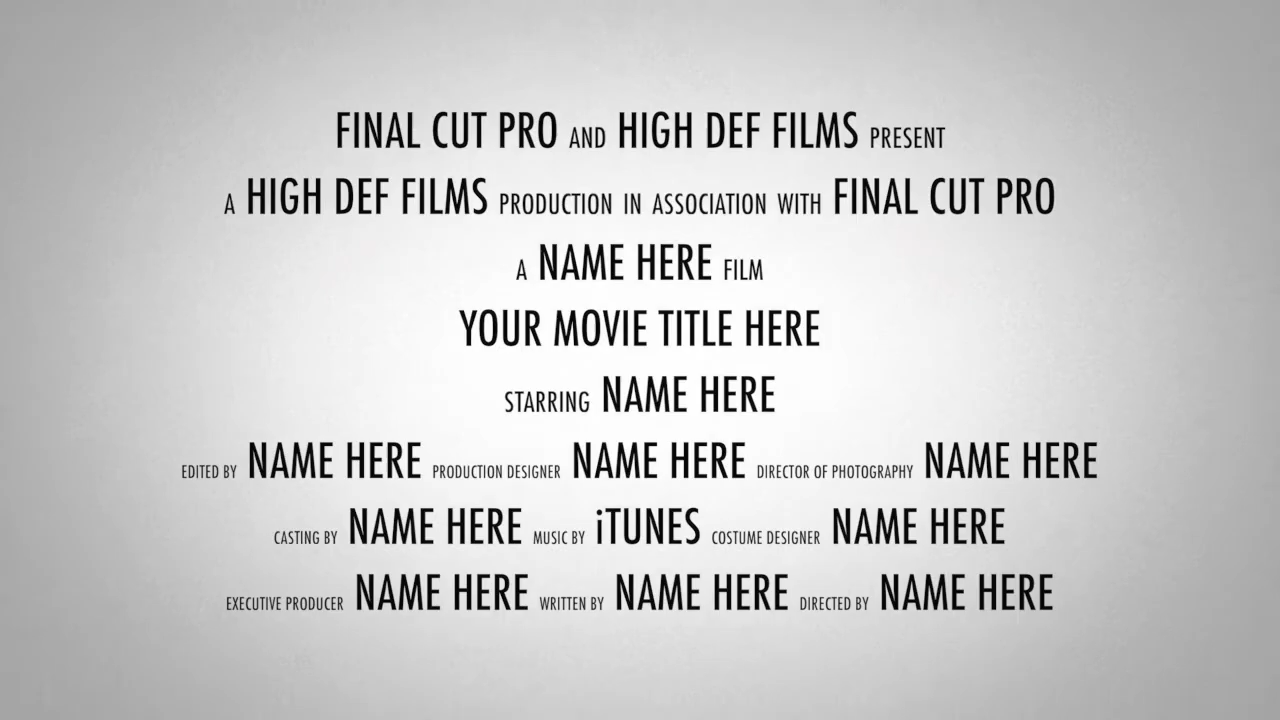 FINAL CUT PRO AND HIGH DEF FILMS PRESENT
A HIGH DEF FILMS PRODUCTION IN ASSOCIATION WITH FINAL CUT PRO
A NAME HERE FILM
YOUR MOVIE TITLE HERE
STARRING NAME HERE
EDITED BY NAME HERE PRODUCTION DESIGNER NAME HERE DIRECTOR OF PHOTOGRAPHY NAME HERE
CASTING BY NAME HERE MUSIC BY iTUNES COSTUME DESIGNER NAME HERE
EXECUTIVE PRODUCER NAME HERE WRITTEN BY NAME HERE DIRECTED BY NAME HERE